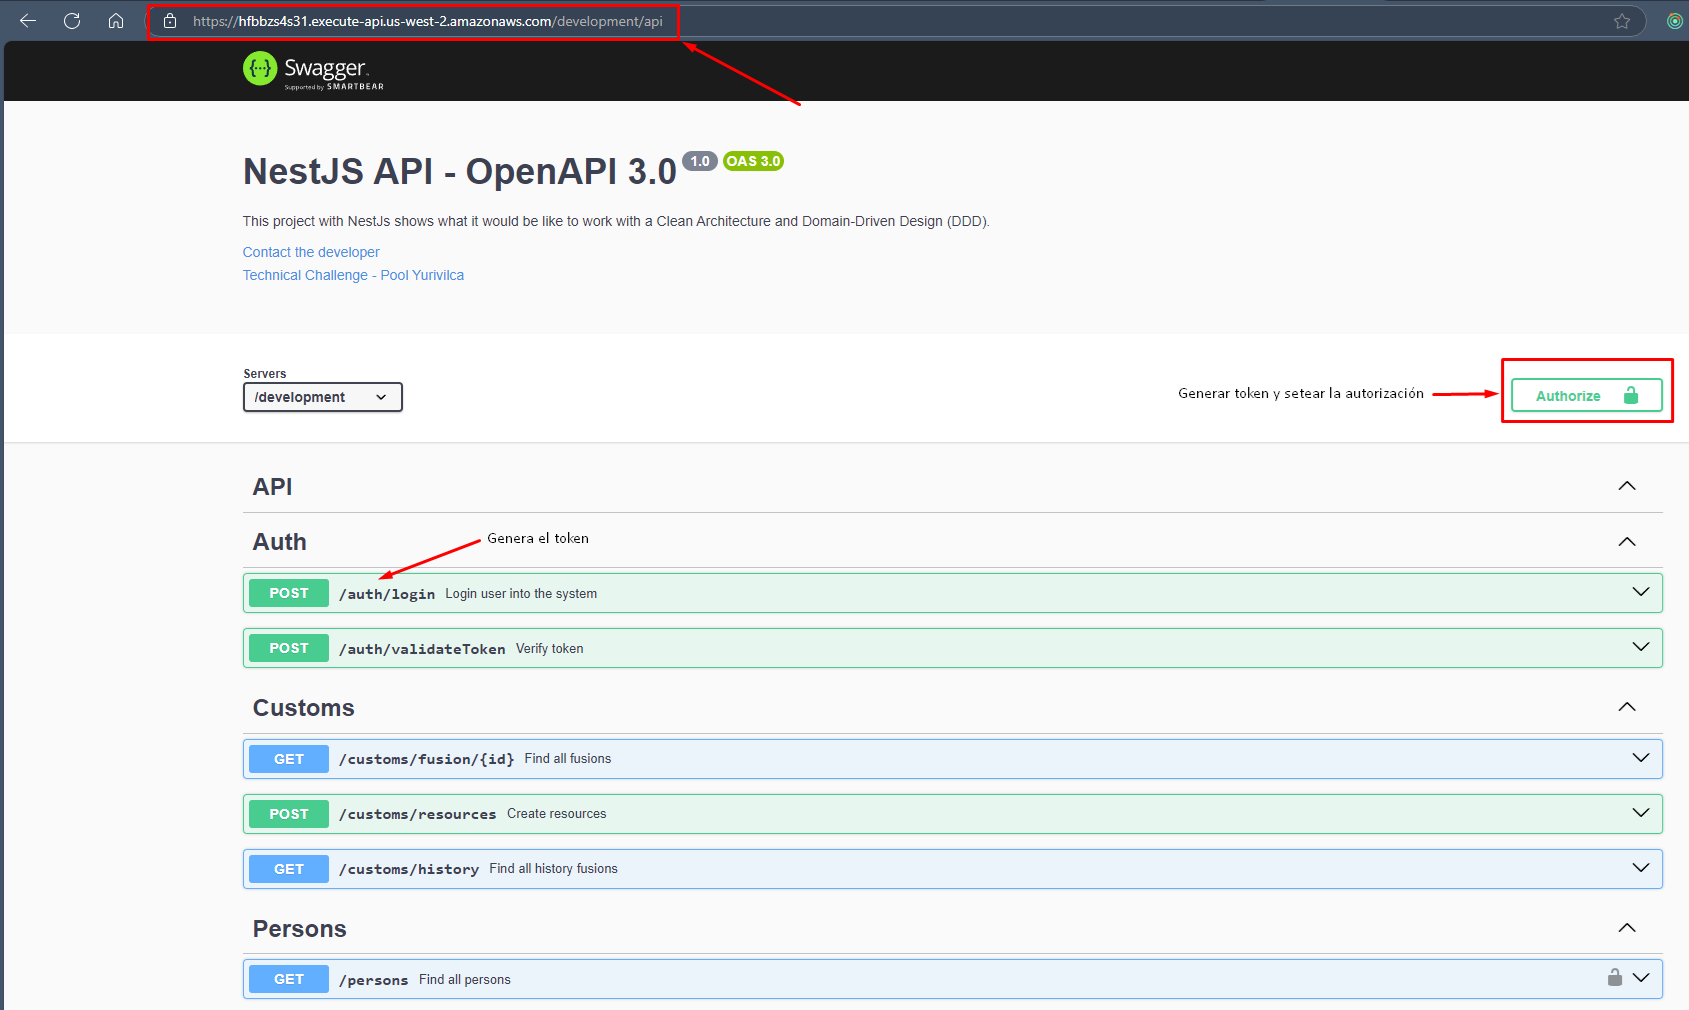 https://hfbbzs4s31.execute-api.us-west-2.amazonaws.com/development/api
Swagger
Supported by SMARTBEAR
NestJS API - OpenAPI 3.0 1.0 OAS 3.0
This project with NestJs shows what it would be like to work with a Clean Architecture and Domain-Driven Design (DDD).
Contact the developer
Technical Challenge - Pool Yurivilca
Servers
/development
Generar token y setear la autorización
Authorize
API
Auth
Genera el token
POST /auth/login Login user into the system
POST /auth/validateToken Verify token
Customs
GET /customs/fusion/{id} Find all fusions
POST /customs/resources Create resources
GET /customs/history Find all history fusions
Persons
GET /persons Find all persons